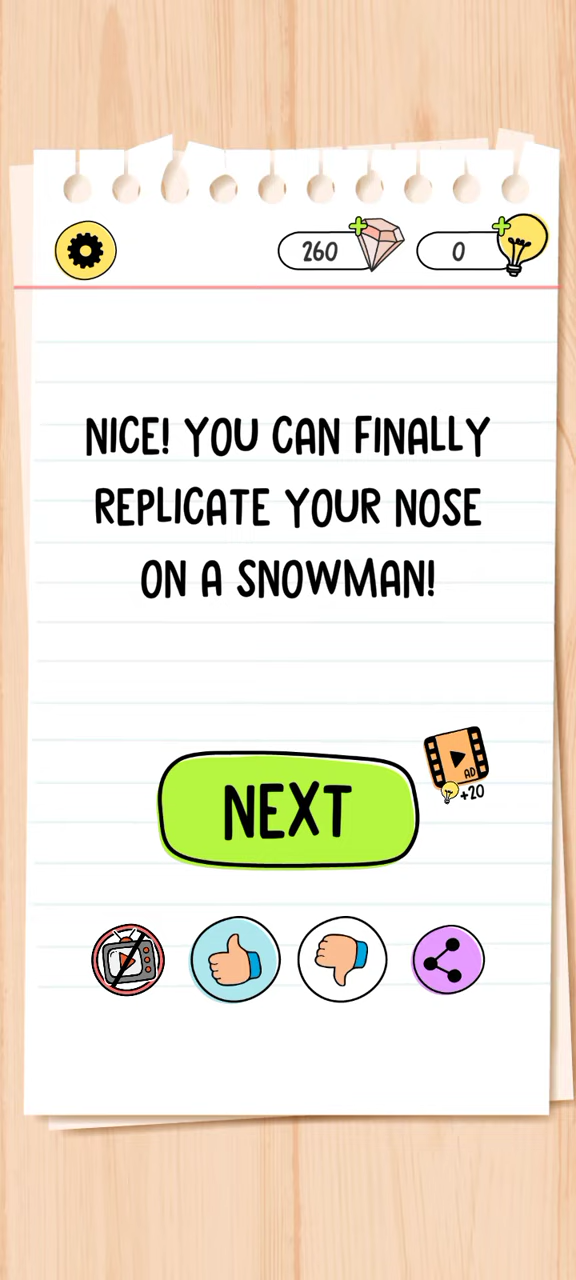 260
0
NICE! YOU CAN FINALLY
REPLICATE YOUR NOSE
ON A SNOWMAN!
AD
+20
NEXT